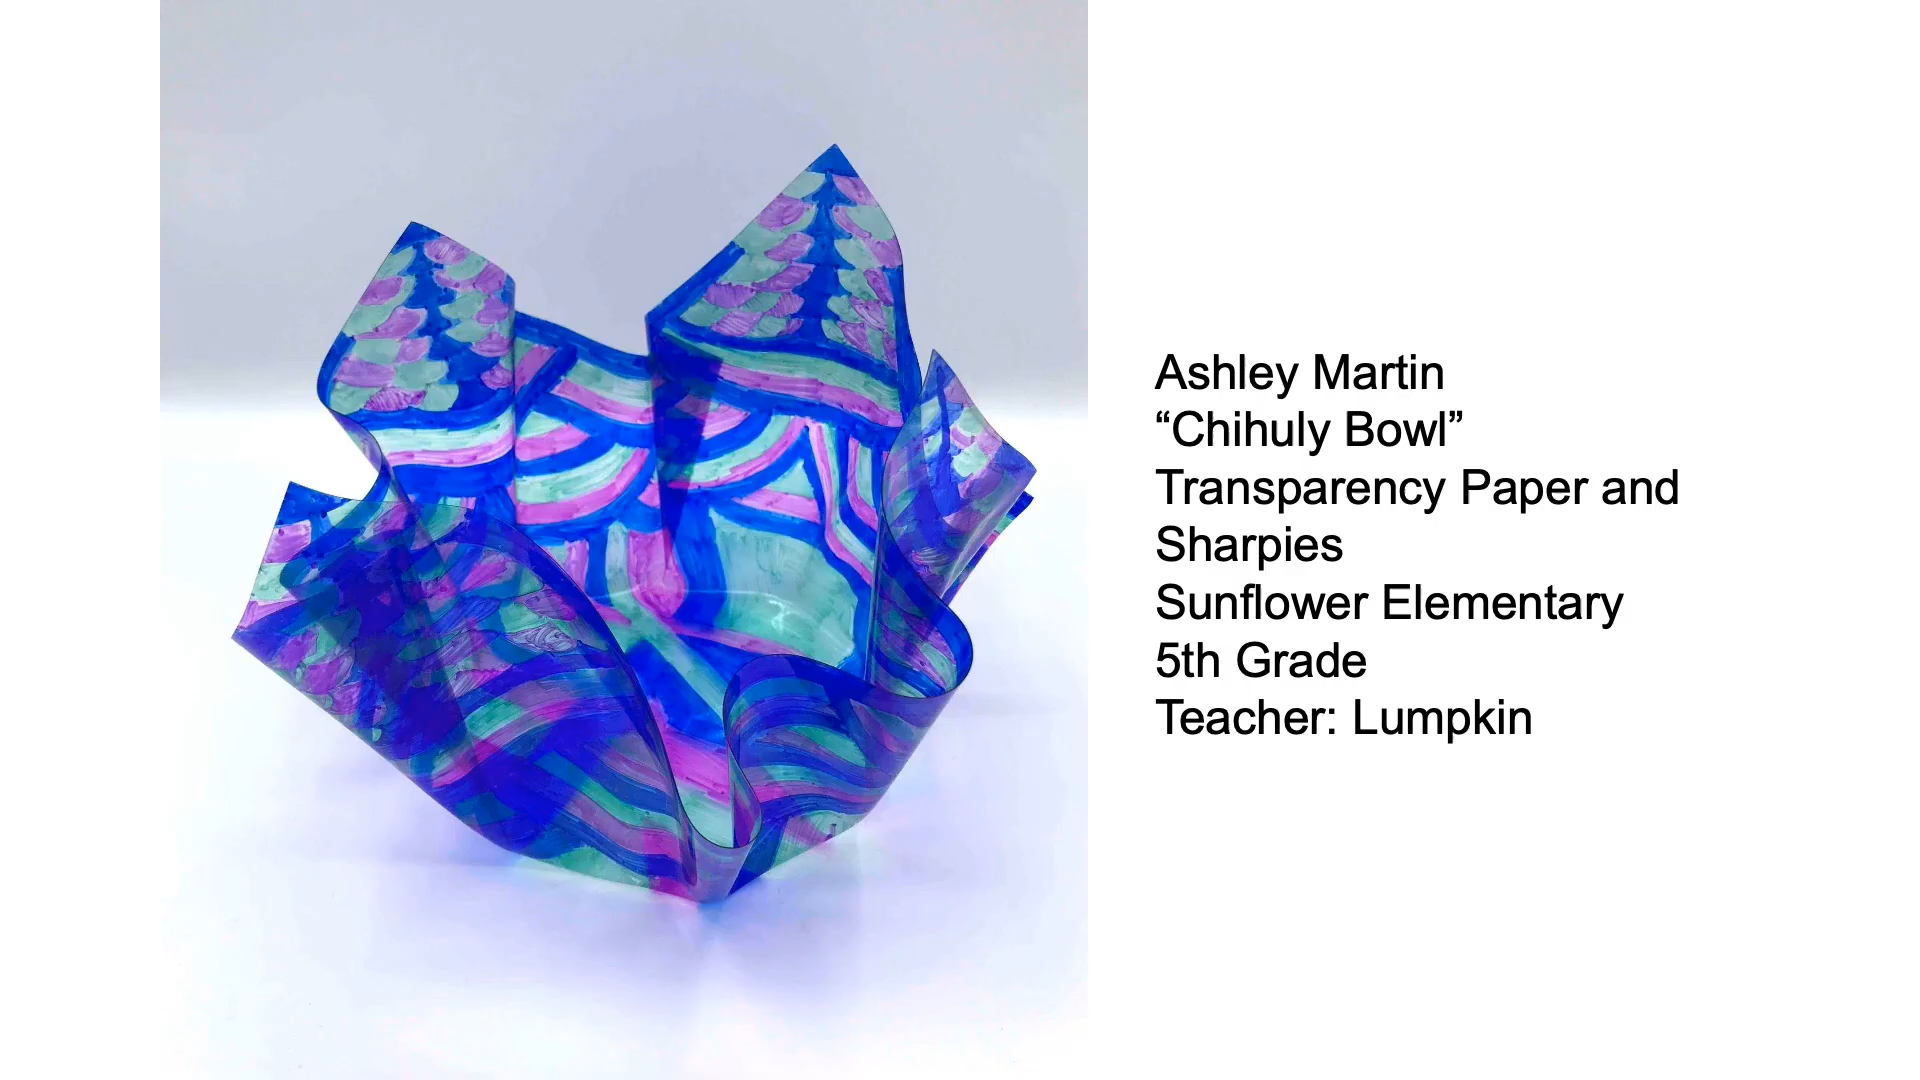 Ashley Martin
“Chihuly Bowl”
Transparency Paper and
Sharpies
Sunflower Elementary
5th Grade
Teacher: Lumpkin